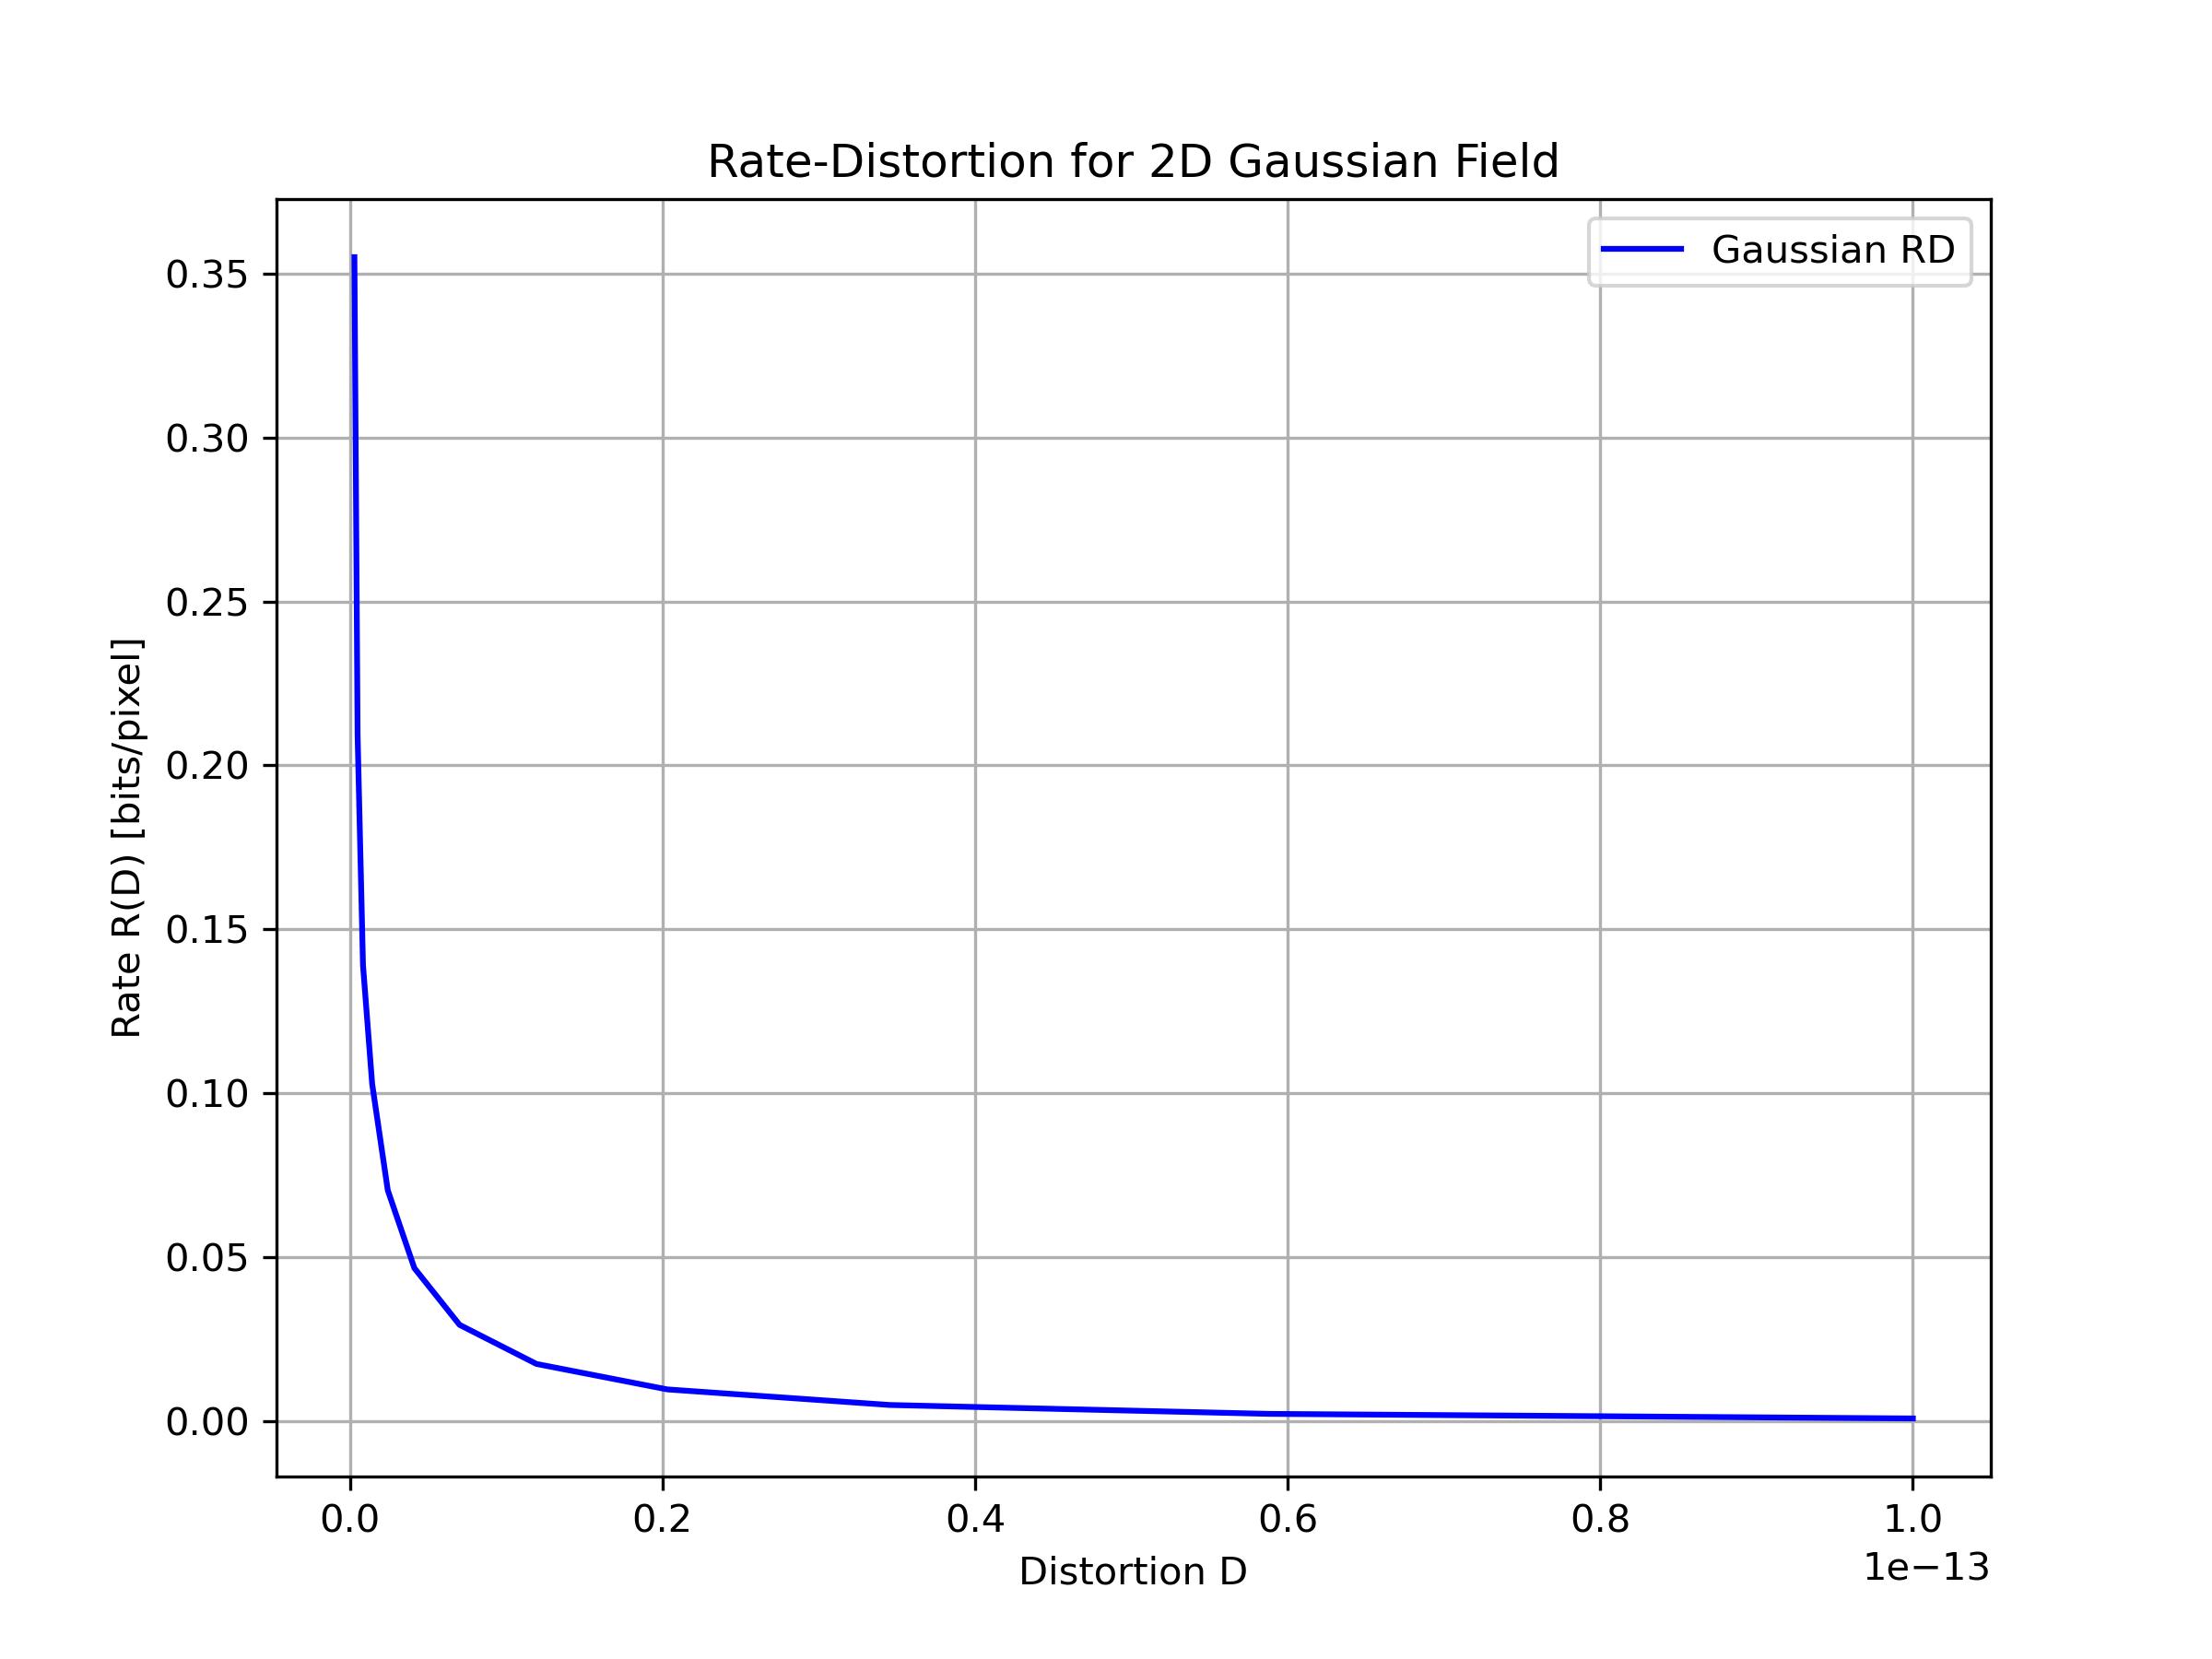 Rate-Distortion for 2D Gaussian Field
Gaussian RD
Rate R(D) [bits/pixel]
0.35
0.30
0.25
0.20
0.15
0.10
0.05
0.00
0.0 0.2 0.4 0.6 0.8 1.0
1e−13
Distortion D